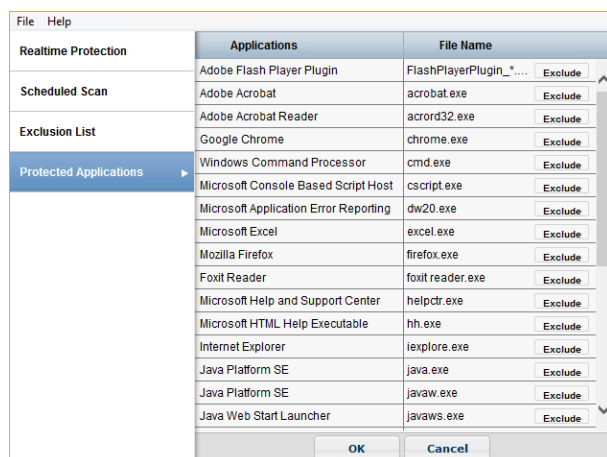 File Help
Realtime Protection
Scheduled Scan
Exclusion List
Protected Applications
Applications File Name
Adobe Flash Player Plugin FlashPlayerPlugin_*.... Exclude
Adobe Acrobat acrobat.exe Exclude
Adobe Acrobat Reader acrord32.exe Exclude
Google Chrome chrome.exe Exclude
Windows Command Processor cmd.exe Exclude
Microsoft Console Based Script Host cscript.exe Exclude
Microsoft Application Error Reporting dw20.exe Exclude
Microsoft Excel excel.exe Exclude
Mozilla Firefox firefox.exe Exclude
Foxit Reader foxit reader.exe Exclude
Microsoft Help and Support Center helpctr.exe Exclude
Microsoft HTML Help Executable hh.exe Exclude
Internet Explorer iexplore.exe Exclude
Java Platform SE java.exe Exclude
Java Platform SE javaw.exe Exclude
Java Web Start Launcher javaws.exe Exclude
OK Cancel